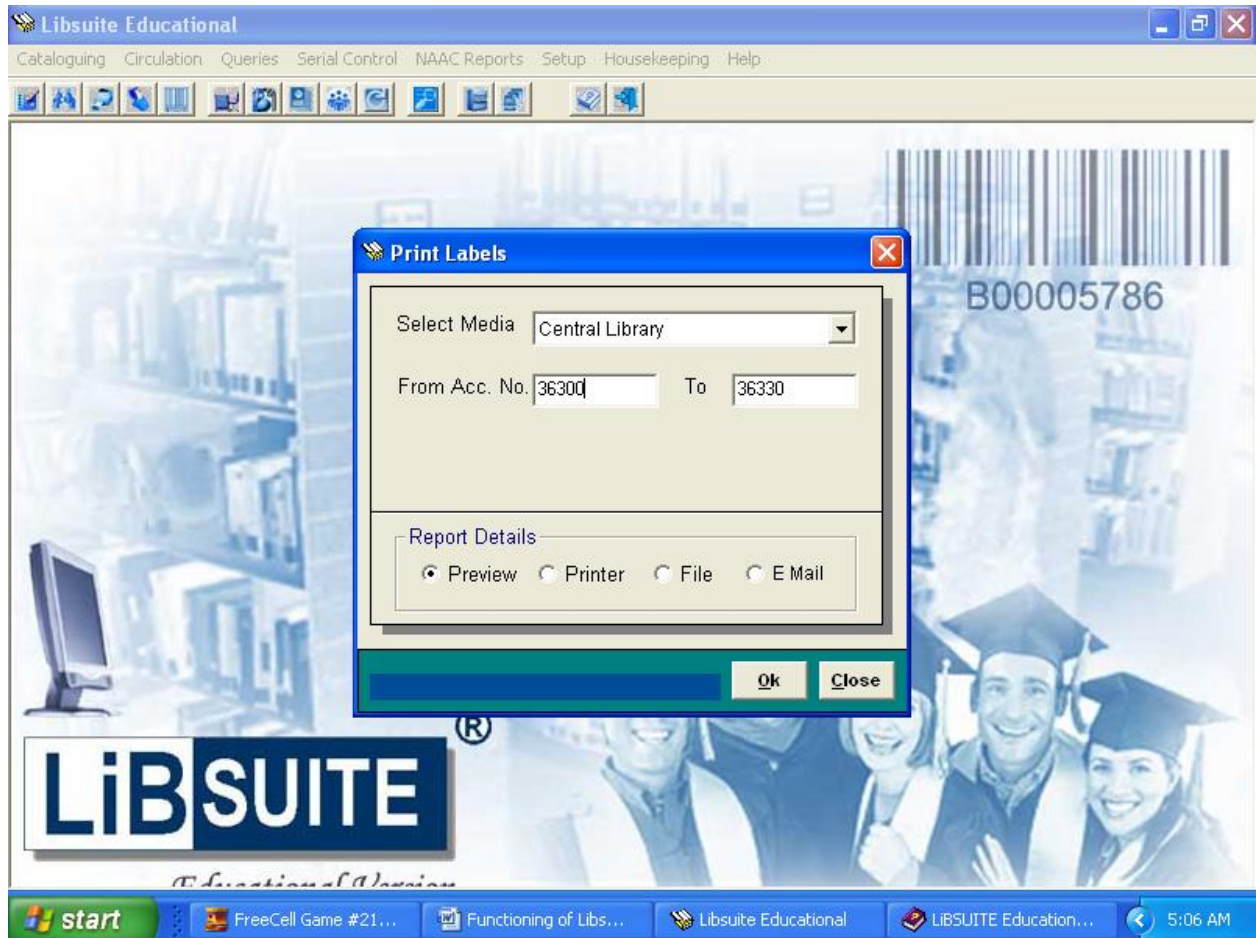 Libsuite Educational
Cataloguing Circulation Queries Serial Control NAAC Reports Setup Housekeeping Help
B00005786
Print Labels
Select Media Central Library
From Acc. No. 36300 To 36330
Report Details
Preview Printer File E Mail
Ok Close
®
LiBSUITE
Educational Version
start FreeCell Game #21... Functioning of Libs... Libsuite Educational LiBSUITE Education... 5:06 AM